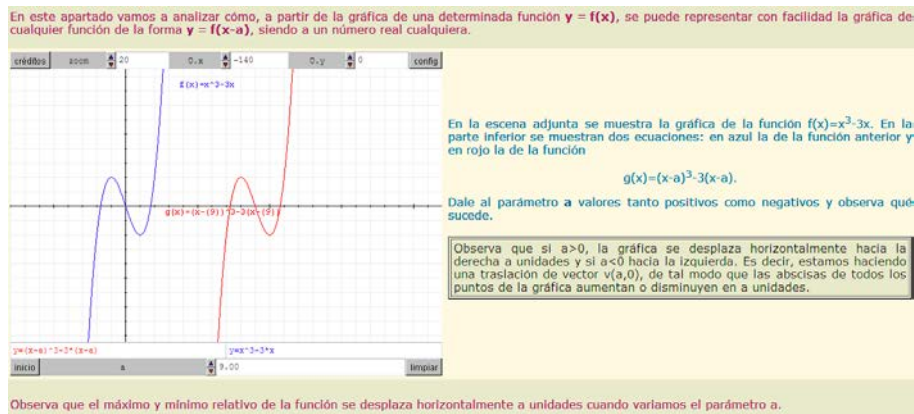 En este apartado vamos a analizar cómo, a partir de la gráfica de una determinada función y = f(x), se puede representar con facilidad la gráfica de
cualquier función de la forma y = f(x-a), siendo a un número real cualquiera.
créditos zoom 20 O.x -140 O.y 0 config
f(x)=x^3-3x
En la escena adjunta se muestra la gráfica de la función f(x)=x³-3x. En la
parte inferior se muestran dos ecuaciones: en azul la de la función anterior y
en rojo la de la función
g(x)=(x-a)³-3(x-a).
g(x)=(x-(9))^3-3(x-(9))
Dale al parámetro a valores tanto positivos como negativos y observa qué
sucede.
Observa que si a>0, la gráfica se desplaza horizontalmente hacia la
derecha a unidades y si a<0 hacia la izquierda. Es decir, estamos haciendo
una traslación de vector v(a,0), de tal modo que las abscisas de todos los
puntos de la gráfica aumentan o disminuyen en a unidades.
y=(x-a)^3-3*(x-a) y=x^3-3*x
inicio a 9.00 limpiar
Observa que el máximo y mínimo relativo de la función se desplaza horizontalmente a unidades cuando variamos el parámetro a.